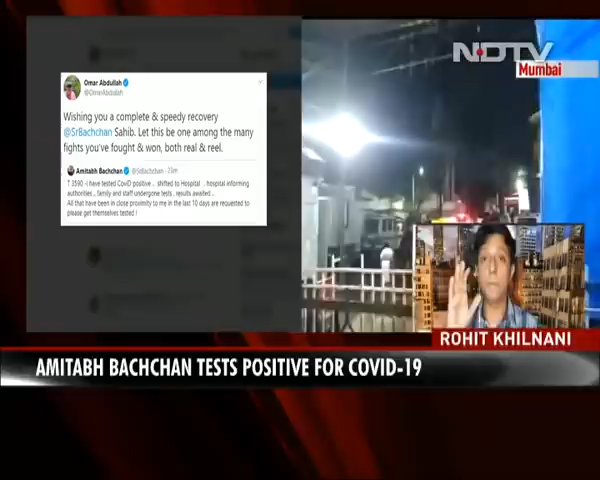 NDTV
Mumbai
Omar Abdullah
@OmarAbdullah
Wishing you a complete & speedy recovery
@SrBachchan Sahib. Let this be one among the many
fights you've fought & won, both real & reel.
Amitabh Bachchan @SrBachchan · 23m
T 3590 -I have tested CoviD positive .. shifted to Hospital .. hospital informing
authorities .. family and staff undergone tests .. results awaited ..
All that have been in close proximity to me in the last 10 days are requested to
please get themselves tested !
ROHIT KHILNANI
AMITABH BACHCHAN TESTS POSITIVE FOR COVID-19